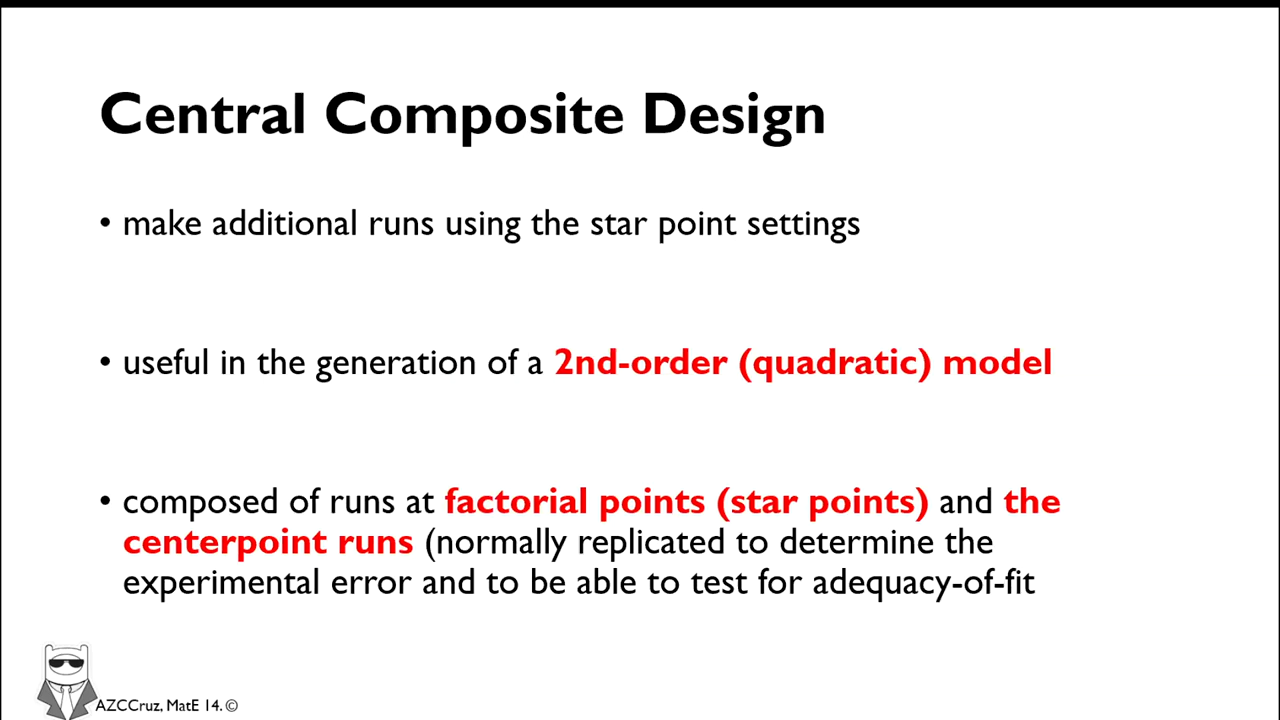 Central Composite Design
• make additional runs using the star point settings
• useful in the generation of a 2nd-order (quadratic) model
• composed of runs at factorial points (star points) and the
centerpoint runs (normally replicated to determine the
experimental error and to be able to test for adequacy-of-fit
AZCCruz, MatE 14. ©